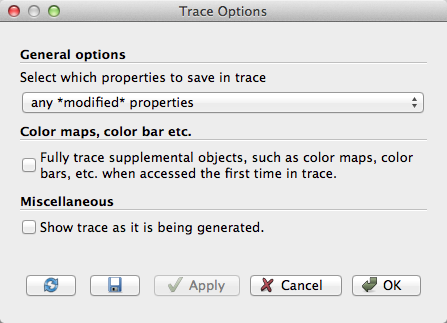 Trace Options
General options
Select which properties to save in trace
any *modified* properties
Color maps, color bar etc.
Fully trace supplemental objects, such as color maps, color
bars, etc. when accessed the first time in trace.
Miscellaneous
Show trace as it is being generated.
Apply
Cancel
OK